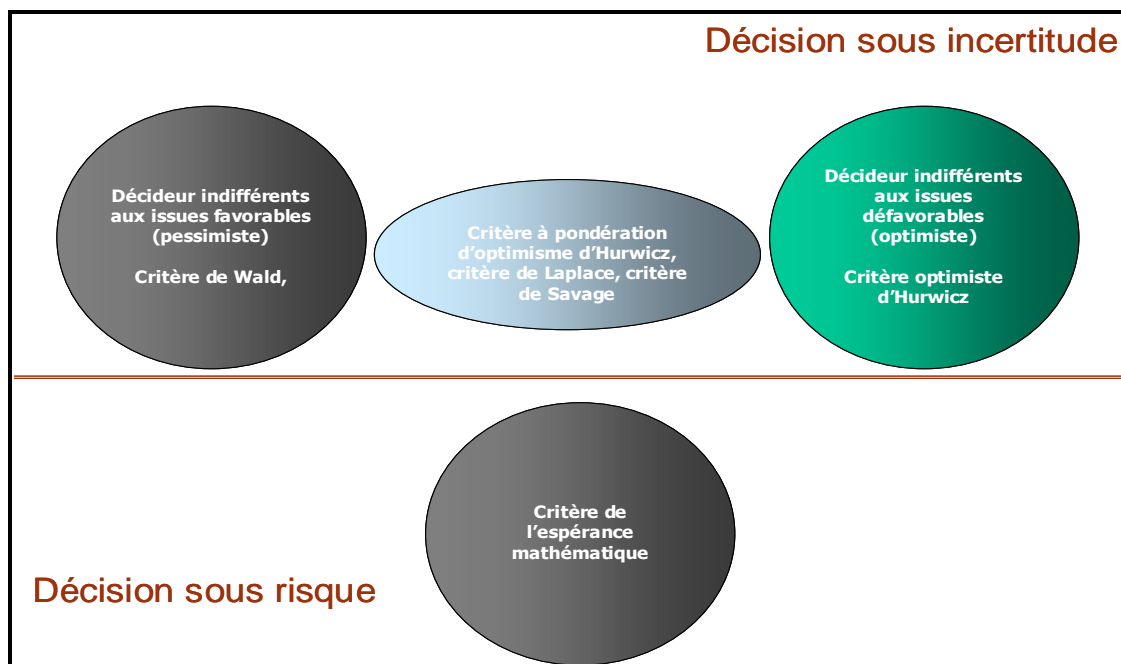 Décision sous incertitude
Décideur indifférents
aux issues favorables
(pessimiste)
Critère de Wald,
Critère à pondération
d'optimisme d'Hurwicz,
critère de Laplace, critère
de Savage
Décideur indifférents
aux issues
défavorables
(optimiste)
Critère optimiste
d'Hurwicz
Critère de
l'espérance
mathématique
Décision sous risque